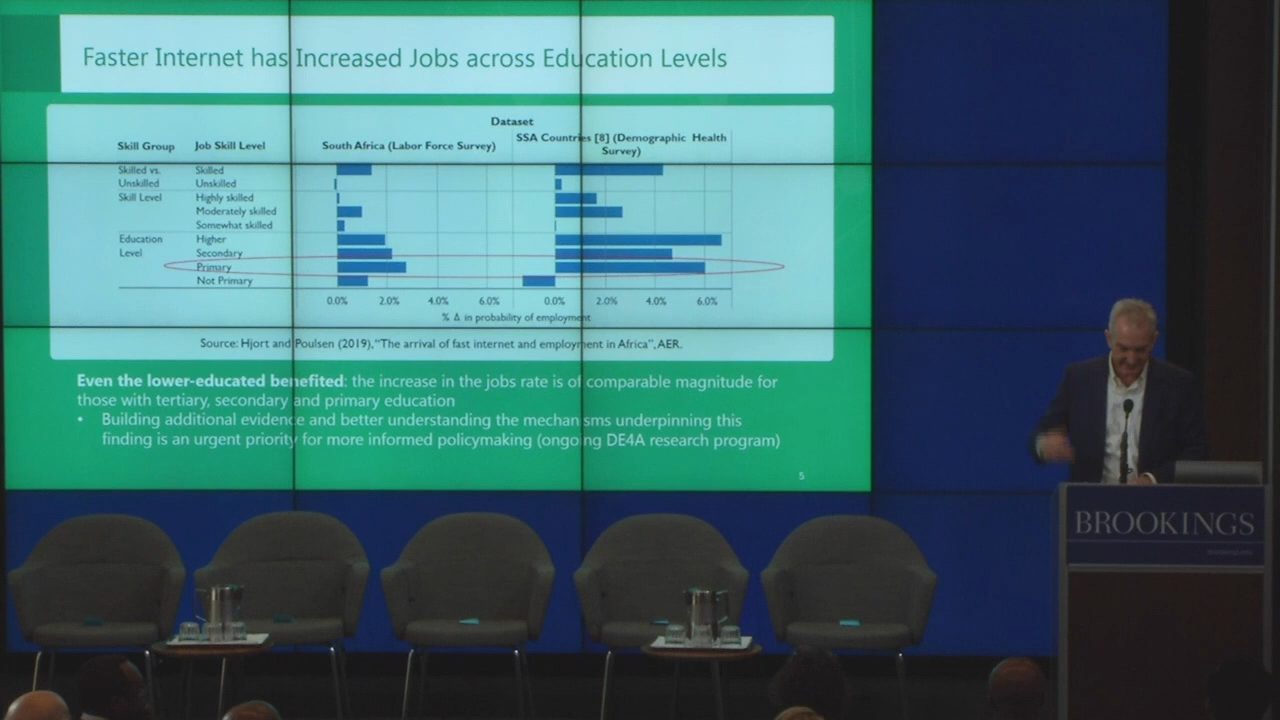 Faster Internet has Increased Jobs across Education Levels
Dataset
Skill Group Job Skill Level South Africa (Labor Force Survey) SSA Countries [8] (Demographic Health
Survey)
Skilled vs. Skilled
Unskilled Unskilled
Skill Level Highly skilled
Moderately skilled
Somewhat skilled
Education Higher
Level Secondary
Primary
Not Primary
0.0% 2.0% 4.0% 6.0% 0.0% 2.0% 4.0% 6.0%
% Δ in probability of employment
Source: Hjort and Poulsen (2019), "The arrival of fast internet and employment in Africa", AER.
Even the lower-educated benefited: the increase in the jobs rate is of comparable magnitude for
those with tertiary, secondary and primary education
• Building additional evidence and better understanding the mechanisms underpinning this
finding is an urgent priority for more informed policymaking (ongoing DE4A research program)
5
BROOKINGS